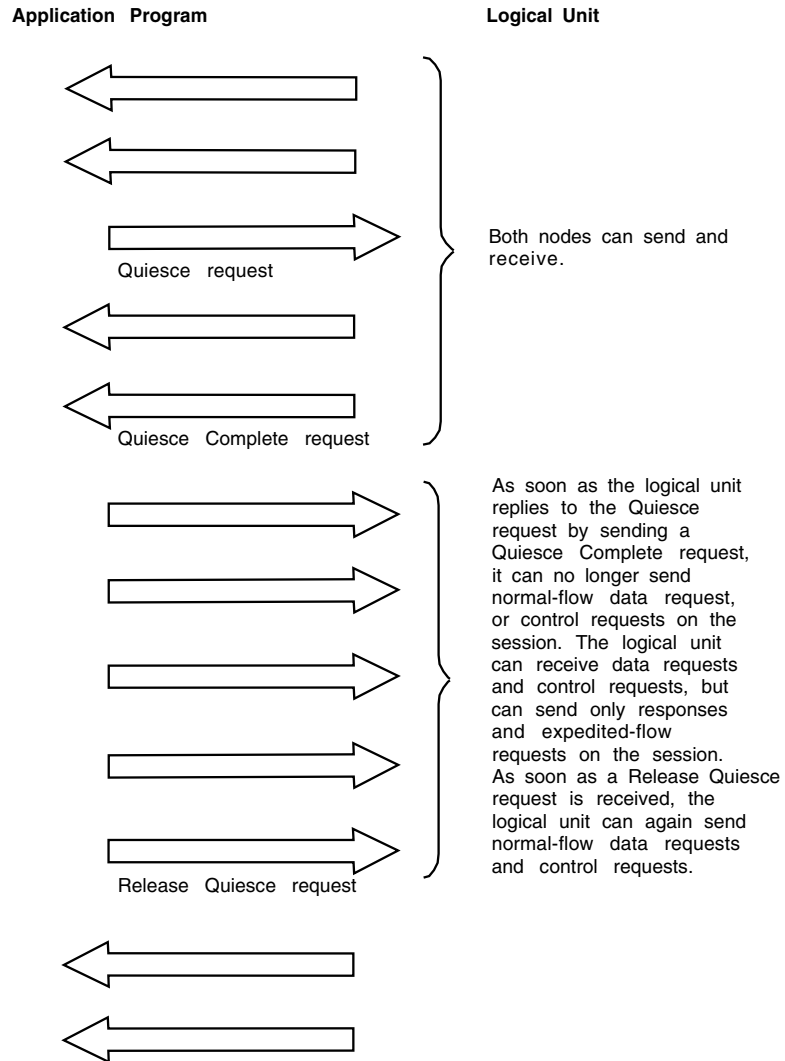 Application Program
Logical Unit
Both nodes can send and
receive.
Quiesce request
Quiesce Complete request
As soon as the logical unit
replies to the Quiesce
request by sending a
Quiesce Complete request,
it can no longer send
normal-flow data request,
or control requests on the
session. The logical unit
can receive data requests
and control requests, but
can send only responses
and expedited-flow
requests on the session.
As soon as a Release Quiesce
request is received, the
logical unit can again send
normal-flow data requests
and control requests.
Release Quiesce request